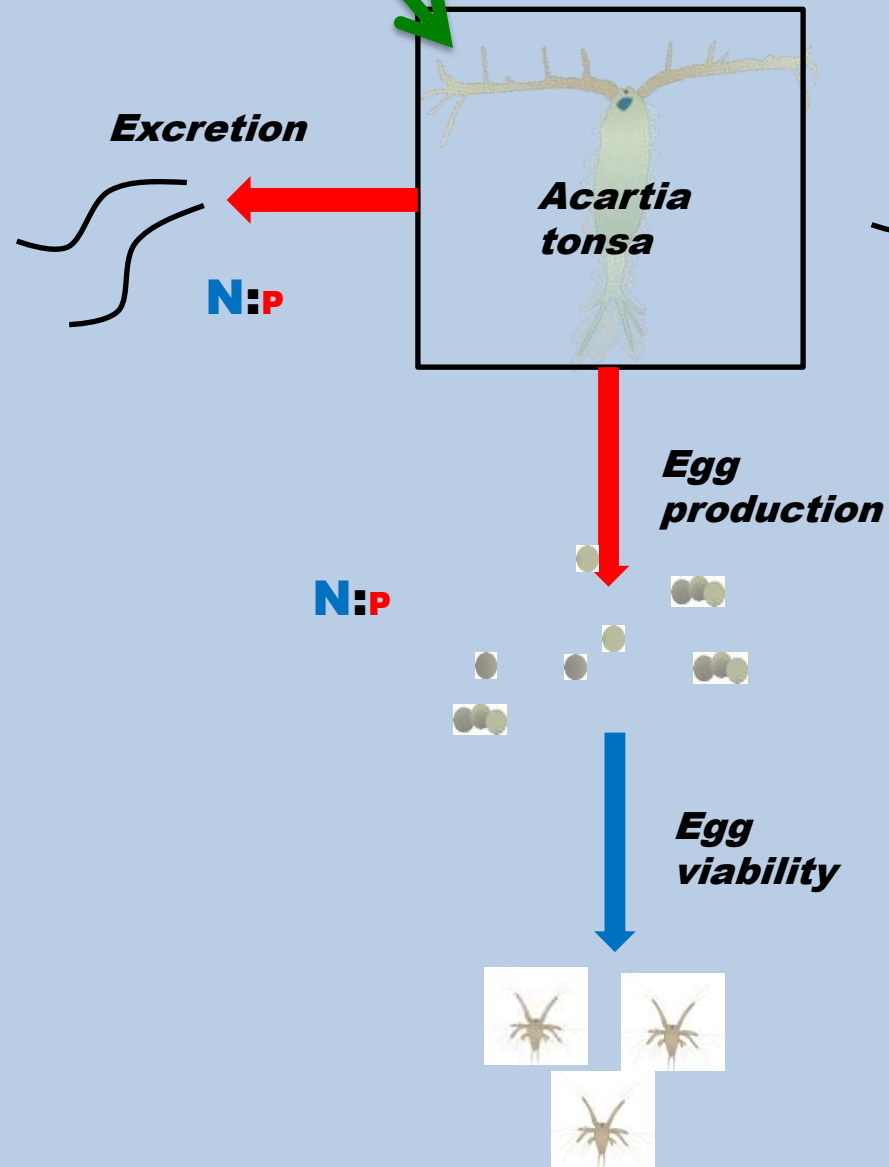 Excretion
Acartia
tonsa
N:P
Egg
production
N:P
Egg
viability